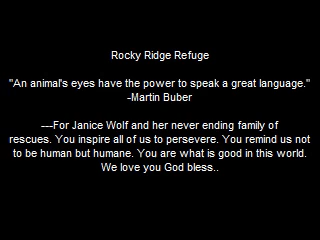 Rocky Ridge Refuge
"An animal's eyes have the power to speak a great language."
-Martin Buber
---For Janice Wolf and her never ending family of
rescues. You inspire all of us to persevere. You remind us not
to be human but humane. You are what is good in this world.
We love you God bless..